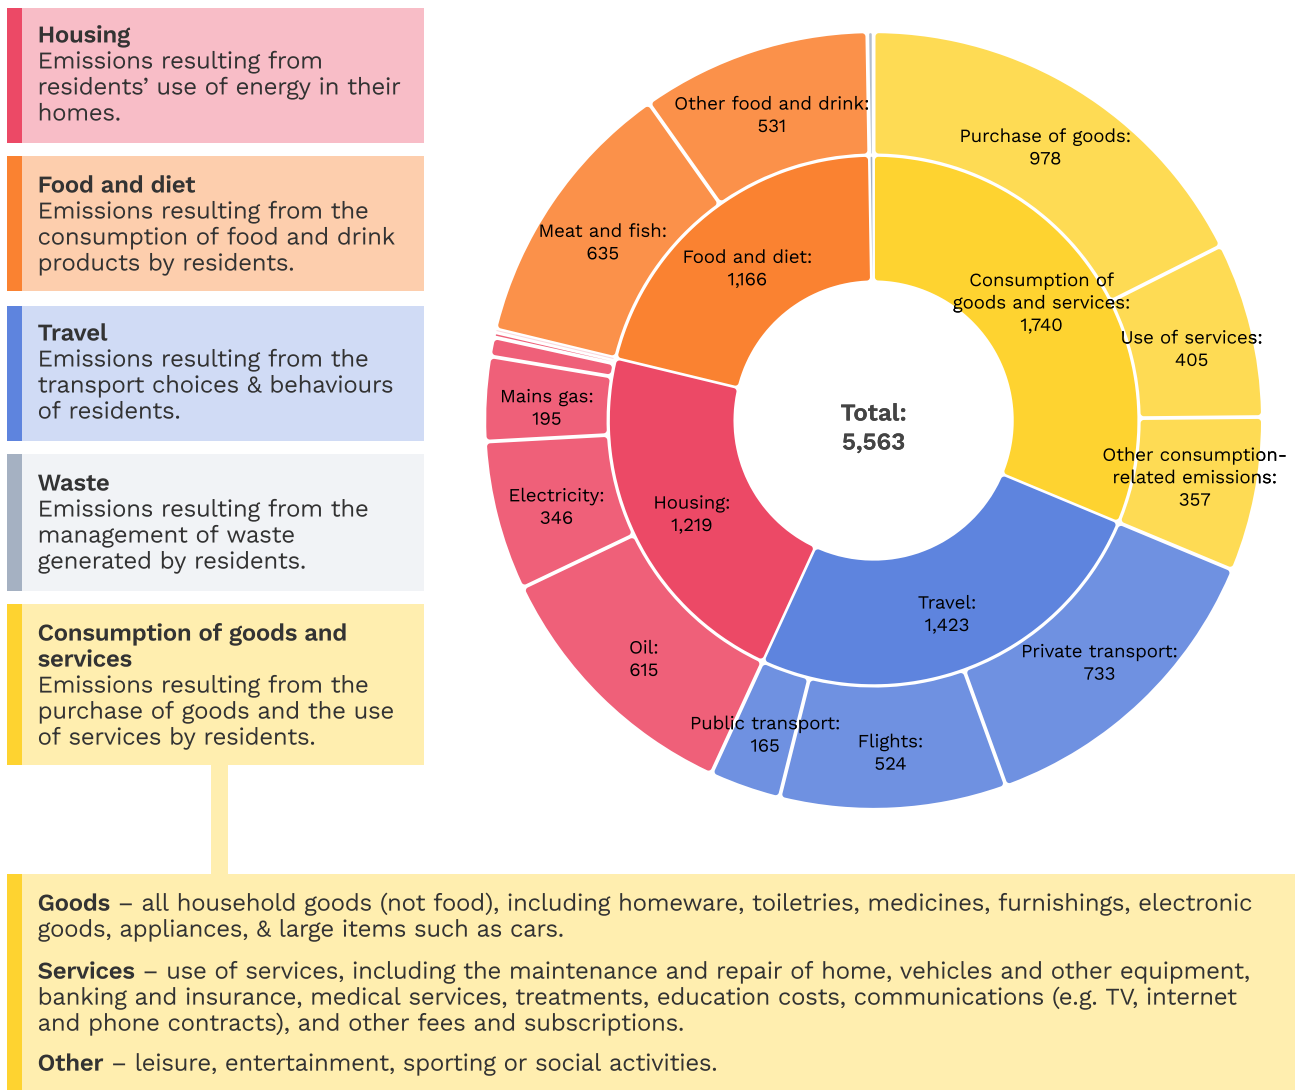 Housing
Emissions resulting from
residents’ use of energy in their
homes.
Food and diet
Emissions resulting from the
consumption of food and drink
products by residents.
Travel
Emissions resulting from the
transport choices & behaviours
of residents.
Waste
Emissions resulting from the
management of waste
generated by residents.
Consumption of goods and
services
Emissions resulting from the
purchase of goods and the use
of services by residents.
Other food and drink:
531
Purchase of goods:
978
Meat and fish:
635
Food and diet:
1,166
Consumption of
goods and services:
1,740
Use of services:
405
Mains gas:
195
Total:
5,563
Other consumption-
related emissions:
357
Electricity:
346
Housing:
1,219
Travel:
1,423
Oil:
615
Private transport:
733
Public transport:
165
Flights:
524
Goods – all household goods (not food), including homeware, toiletries, medicines, furnishings, electronic
goods, appliances, & large items such as cars.
Services – use of services, including the maintenance and repair of home, vehicles and other equipment,
banking and insurance, medical services, treatments, education costs, communications (e.g. TV, internet
and phone contracts), and other fees and subscriptions.
Other – leisure, entertainment, sporting or social activities.